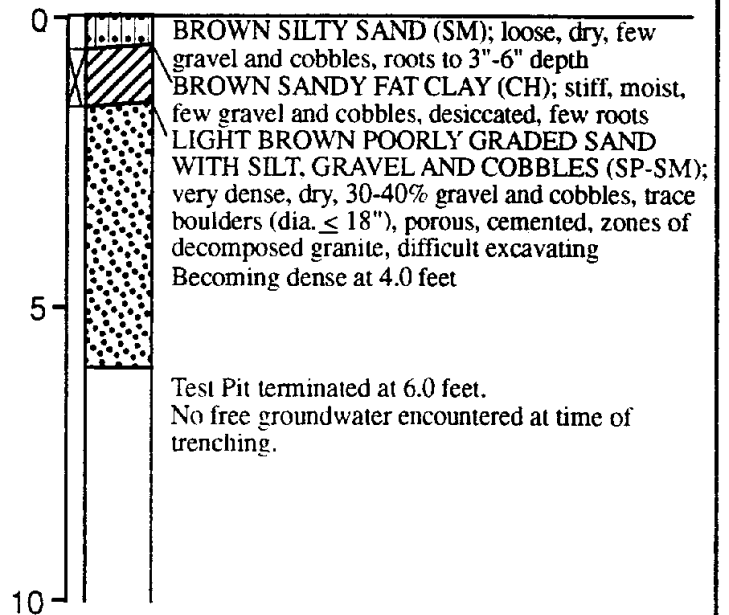 0
BROWN SILTY SAND (SM); loose, dry, few
gravel and cobbles, roots to 3"-6" depth
BROWN SANDY FAT CLAY (CH); stiff, moist,
few gravel and cobbles, desiccated, few roots
LIGHT BROWN POORLY GRADED SAND
WITH SILT, GRAVEL AND COBBLES (SP-SM);
very dense, dry, 30-40% gravel and cobbles, trace
boulders (dia. ≤ 18"), porous, cemented, zones of
decomposed granite, difficult excavating
Becoming dense at 4.0 feet
5
Test Pit terminated at 6.0 feet.
No free groundwater encountered at time of
trenching.
10